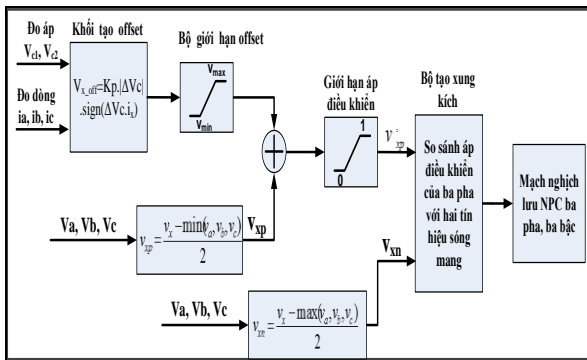 Đo áp
Vc1, Vc2
Đo dòng
ia, ib, ic
Khối tạo offset
Vx_off=Kp.|ΔVc|
.sign(ΔVc.ix)
Bộ giới hạn offset
Vmax
Vmin
Giới hạn áp
điều khiển
1
0
v*xp
Bộ tạo xung
kích
So sánh áp
điều khiển
của ba pha
với hai tín
hiệu sóng
mang
Mạch nghịch
lưu NPC ba
pha, ba bậc
Va, Vb, Vc
vxp = (vx − min(va, vb, vc)) / 2
Vxp
Va, Vb, Vc
vxn = (vx − max(va, vb, vc)) / 2
Vxn